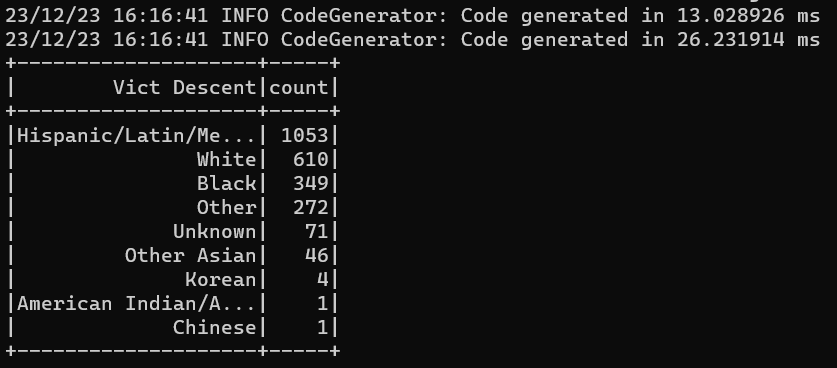 23/12/23 16:16:41 INFO CodeGenerator: Code generated in 13.028926 ms
23/12/23 16:16:41 INFO CodeGenerator: Code generated in 26.231914 ms
+--------------------+-----+
|        Vict Descent|count|
+--------------------+-----+
|Hispanic/Latin/Me...| 1053|
|               White|  610|
|               Black|  349|
|               Other|  272|
|             Unknown|   71|
|         Other Asian|   46|
|              Korean|    4|
|American Indian/A...|    1|
|             Chinese|    1|
+--------------------+-----+